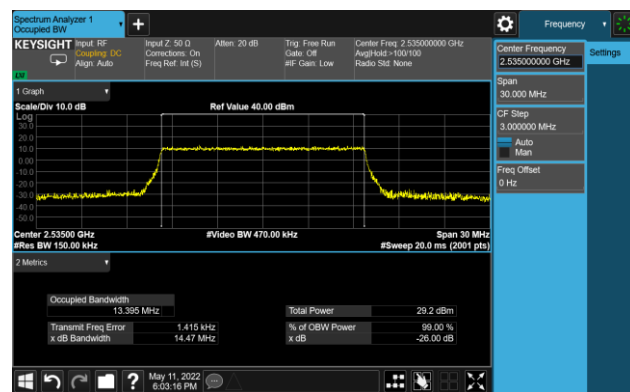 Spectrum Analyzer 1
Occupied BW
Frequency
KEYSIGHT
Input: RF
Coupling: DC
Align: Auto
Input Z: 50 Ω
Corrections: On
Freq Ref: Int (S)
Atten: 20 dB
Trig: Free Run
Gate: Off
#IF Gain: Low
Center Freq: 2.535000000 GHz
Avg|Hold:>100/100
Radio Std: None
Center Frequency
2.535000000 GHz
Settings
Span
30.000 MHz
CF Step
3.000000 MHz
Auto
Man
Freq Offset
0 Hz
1 Graph
Scale/Div 10.0 dB
Ref Value 40.00 dBm
Log
30.0
20.0
10.0
0.00
-10.0
-20.0
-30.0
-40.0
-50.0
Center 2.53500 GHz
#Video BW 470.00 kHz
Span 30 MHz
#Res BW 150.00 kHz
#Sweep 20.0 ms (2001 pts)
2 Metrics
Occupied Bandwidth
13.395 MHz
Total Power
29.2 dBm
Transmit Freq Error
1.415 kHz
% of OBW Power
99.00 %
x dB Bandwidth
14.47 MHz
x dB
-26.00 dB
May 11, 2022
6:03:16 PM